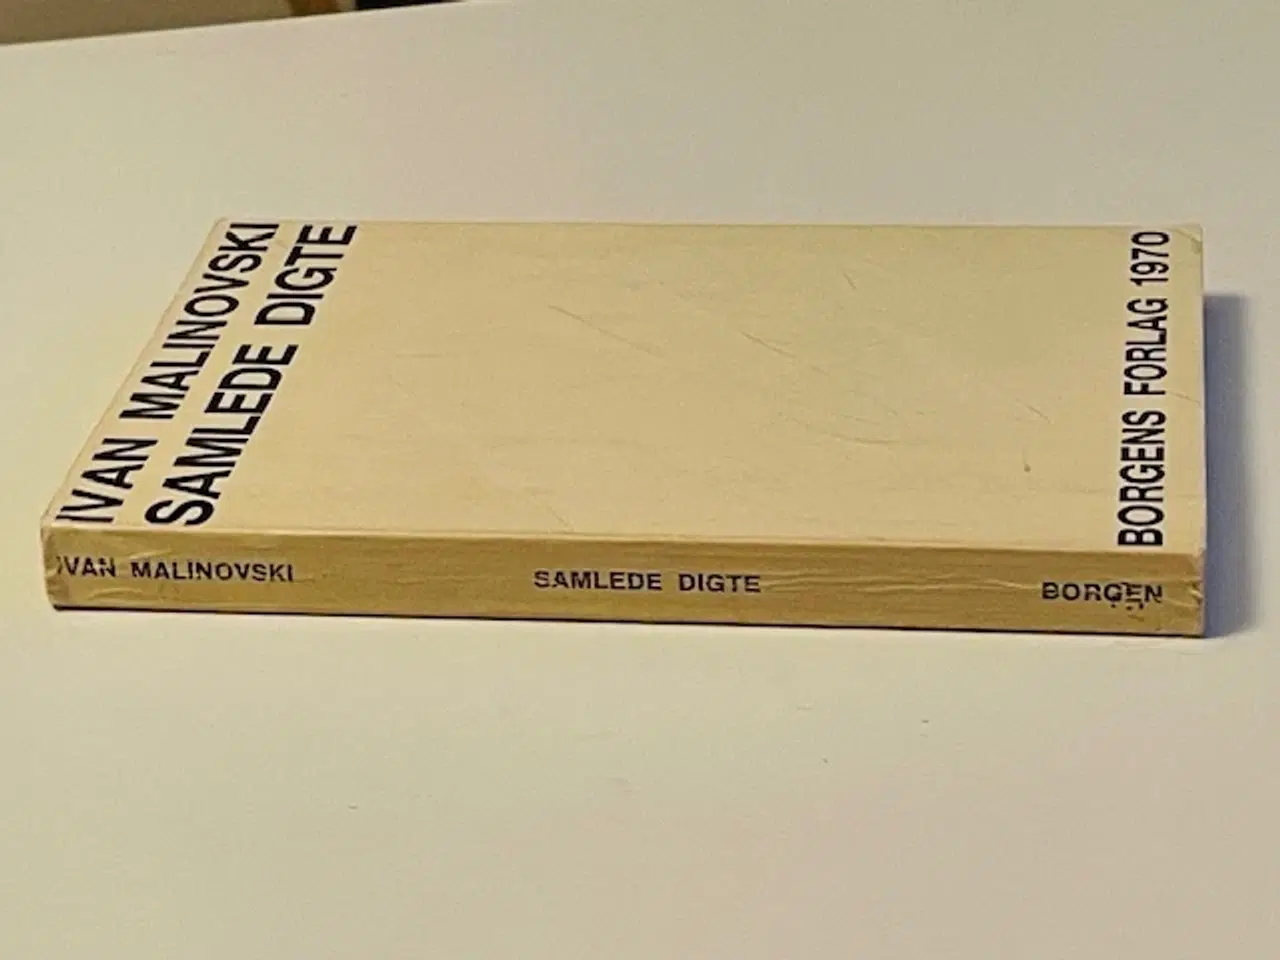 IVAN MALINOVSKI
SAMLEDE DIGTE
BORGENS FORLAG 1970
IVAN MALINOVSKI SAMLEDE DIGTE BORGEN